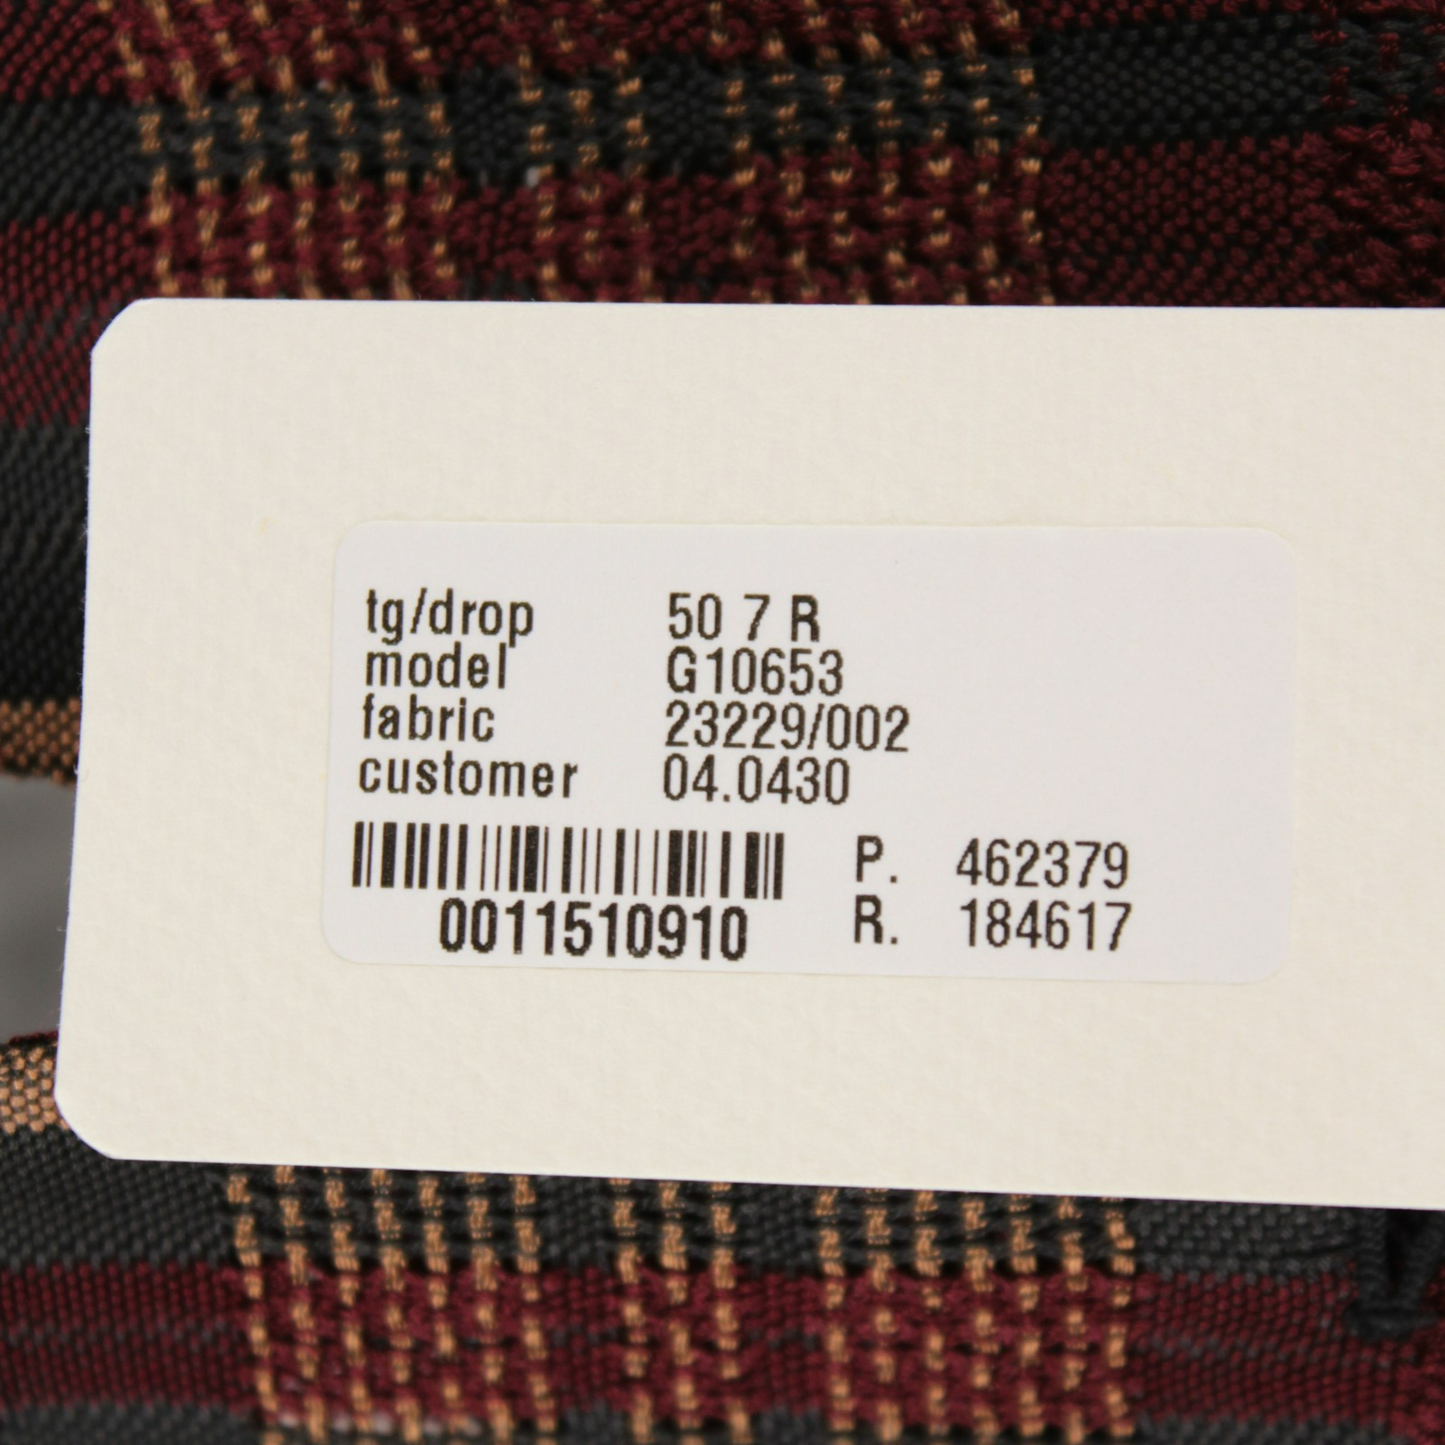 tg/drop 50 7 R
model G10653
fabric 23229/002
customer 04.0430
P. 462379
0011510910 R. 184617